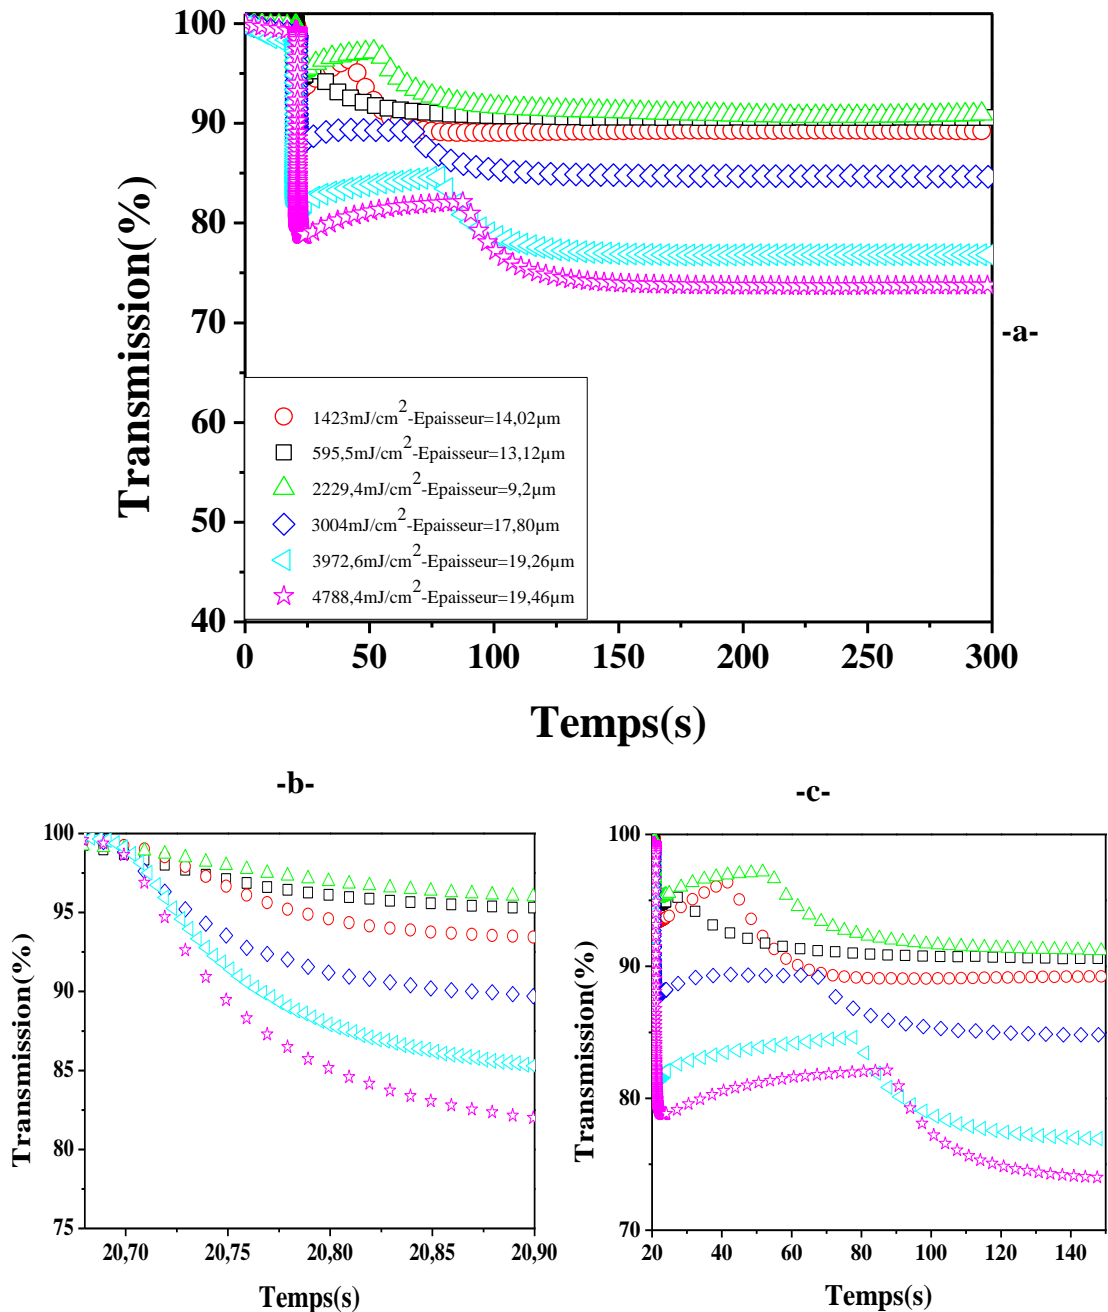 100
90
80
70
60
50
40
Transmission(%)
1423mJ/cm²-Epaisseur=14,02µm
595,5mJ/cm²-Epaisseur=13,12µm
2229,4mJ/cm²-Epaisseur=9,2µm
3004mJ/cm²-Epaisseur=17,80µm
3972,6mJ/cm²-Epaisseur=19,26µm
4788,4mJ/cm²-Epaisseur=19,46µm
-a-
0 50 100 150 200 250 300
Temps(s)
-b-
100
95
90
85
80
75
Transmission(%)
20,70 20,75 20,80 20,85 20,90
Temps(s)
-c-
100
90
80
70
Transmission(%)
20 40 60 80 100 120 140
Temps(s)